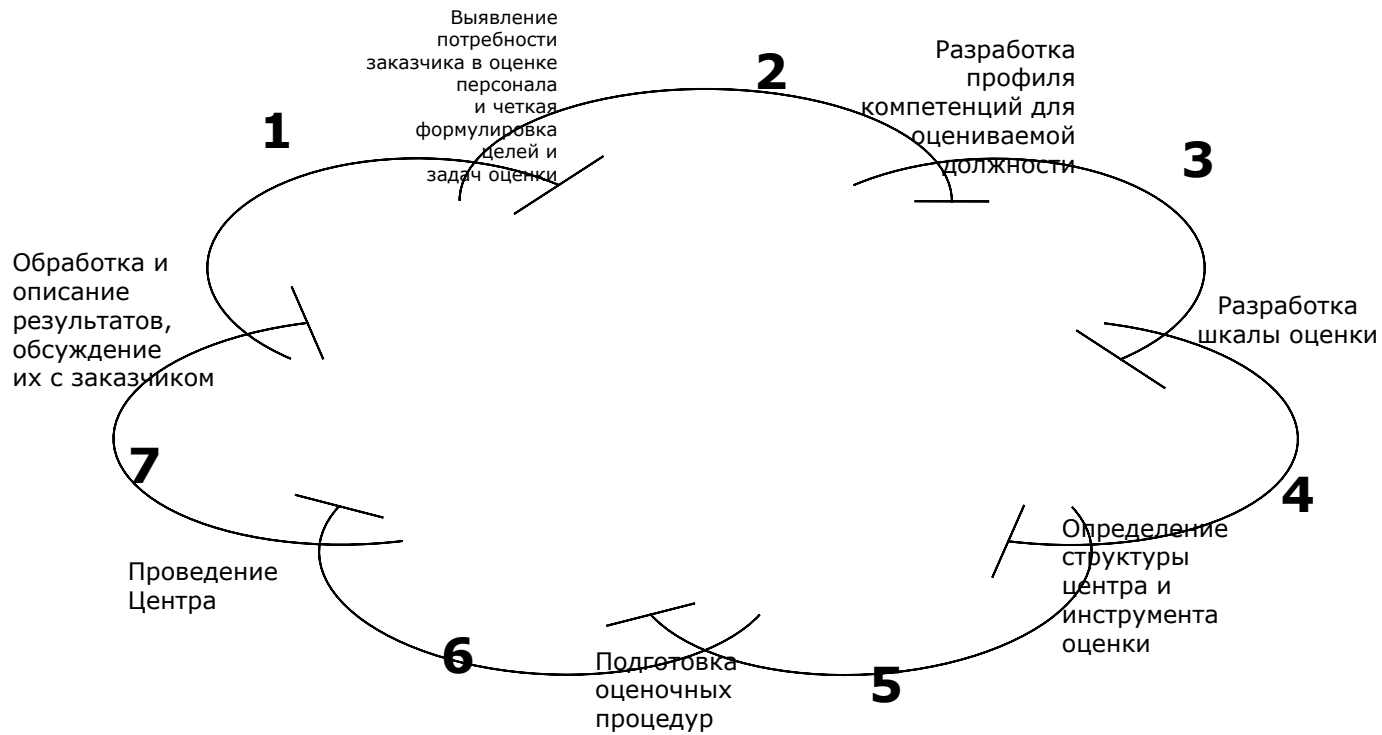 1
Выявление
потребности
заказчика в оценке
персонала
и четкая
формулировка
целей и
задач оценки
2
Разработка
профиля
компетенций для
оцениваемой
должности
3
Разработка
шкалы оценки
4
Определение
структуры
центра и
инструмента
оценки
5
Подготовка
оценочных
процедур
6
Проведение
Центра
7
Обработка и
описание
результатов,
обсуждение
их с заказчиком